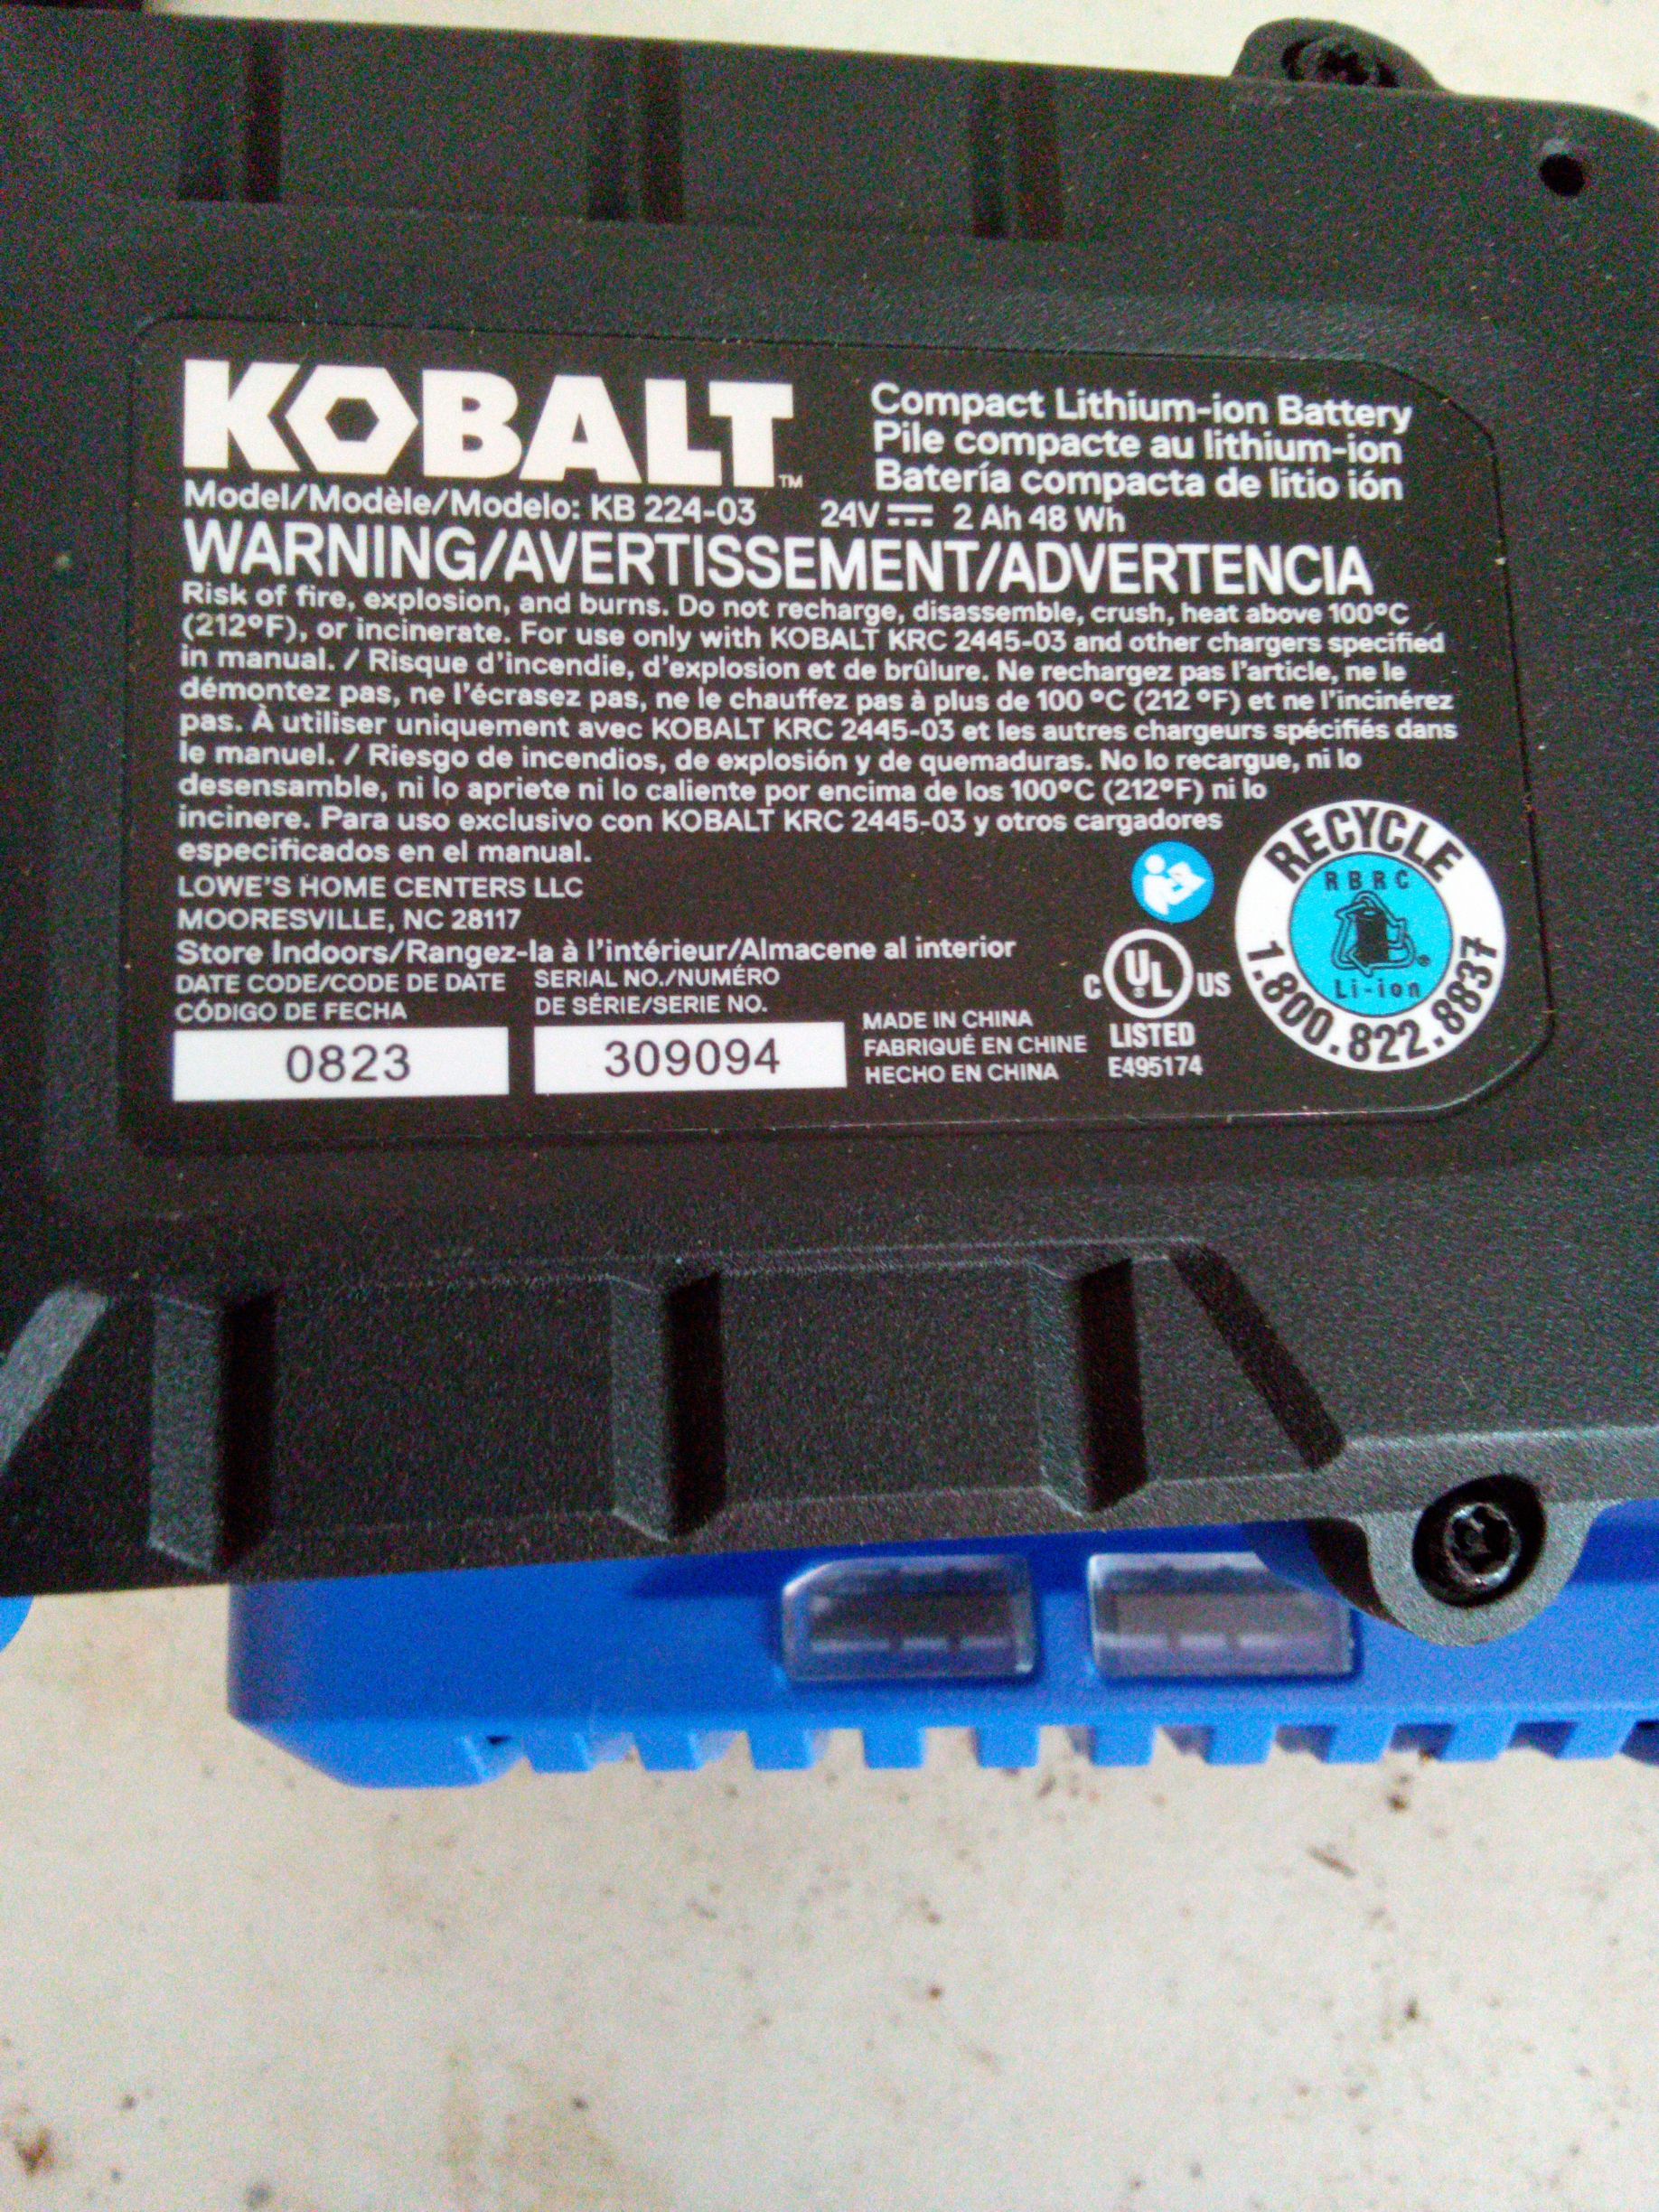 KOBALT™
Compact Lithium-ion Battery
Pile compacte au lithium-ion
Batería compacta de litio ión
Model/Modèle/Modelo: KB 224-03 24V 2 Ah 48 Wh
WARNING/AVERTISSEMENT/ADVERTENCIA
Risk of fire, explosion, and burns. Do not recharge, disassemble, crush, heat above 100°C
(212°F), or incinerate. For use only with KOBALT KRC 2445-03 and other chargers specified
in manual. / Risque d'incendie, d'explosion et de brûlure. Ne rechargez pas l'article, ne le
démontez pas, ne l'écrasez pas, ne le chauffez pas à plus de 100 °C (212 °F) et ne l'incinérez
pas. À utiliser uniquement avec KOBALT KRC 2445-03 et les autres chargeurs spécifiés dans
le manuel. / Riesgo de incendios, de explosión y de quemaduras. No lo recargue, ni lo
desensamble, ni lo apriete ni lo caliente por encima de los 100°C (212°F) ni lo
incinere. Para uso exclusivo con KOBALT KRC 2445-03 y otros cargadores
especificados en el manual.
LOWE'S HOME CENTERS LLC
MOORESVILLE, NC 28117
Store Indoors/Rangez-la à l'intérieur/Almacene al interior
DATE CODE/CODE DE DATE
CÓDIGO DE FECHA
0823
SERIAL NO./NUMÉRO
DE SÉRIE/SERIE NO.
309094
MADE IN CHINA
FABRIQUÉ EN CHINE
HECHO EN CHINA
C UL US
LISTED
E495174
RECYCLE
RBRC
Li-ion
1.800.822.8837